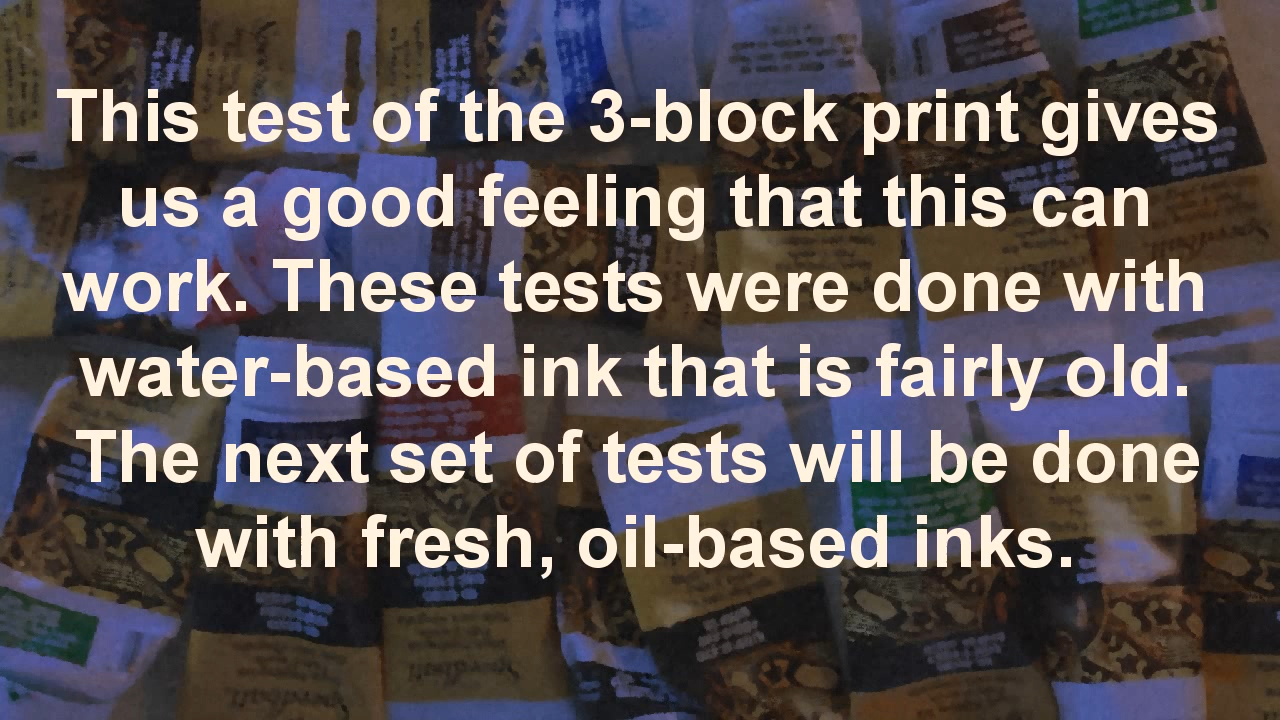 This test of the 3-block print gives
us a good feeling that this can
work. These tests were done with
water-based ink that is fairly old.
The next set of tests will be done
with fresh, oil-based inks.